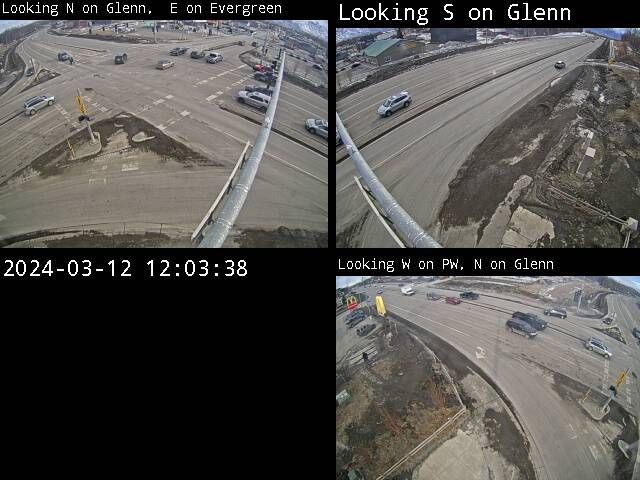 Looking N on Glenn,  E on Evergreen
Looking S on Glenn
2024-03-12 12:03:38
Looking W on PW, N on Glenn